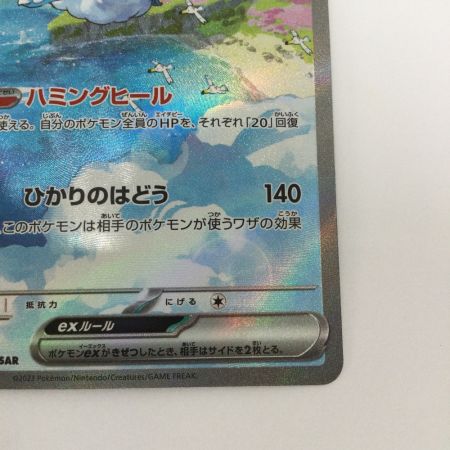 ハミングヒール
使える。自分のポケモン全員のHPを、それぞれ「20」回復
ひかりのはどう 140
このポケモンは相手のポケモンが使うワザの効果
抵抗力 にげる
exルール
ポケモンexがきぜつしたとき、相手はサイドを2枚とる。
SAR
©2023 Pokémon/Nintendo/Creatures/GAME FREAK.